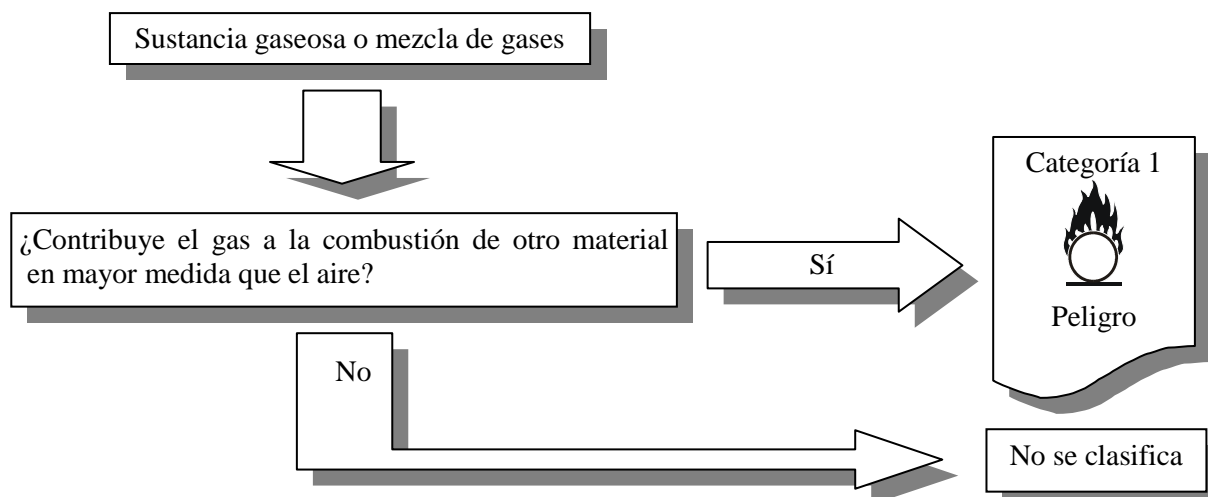 Sustancia gaseosa o mezcla de gases
¿Contribuye el gas a la combustión de otro material
en mayor medida que el aire?
Sí
Categoría 1
Peligro
No
No se clasifica